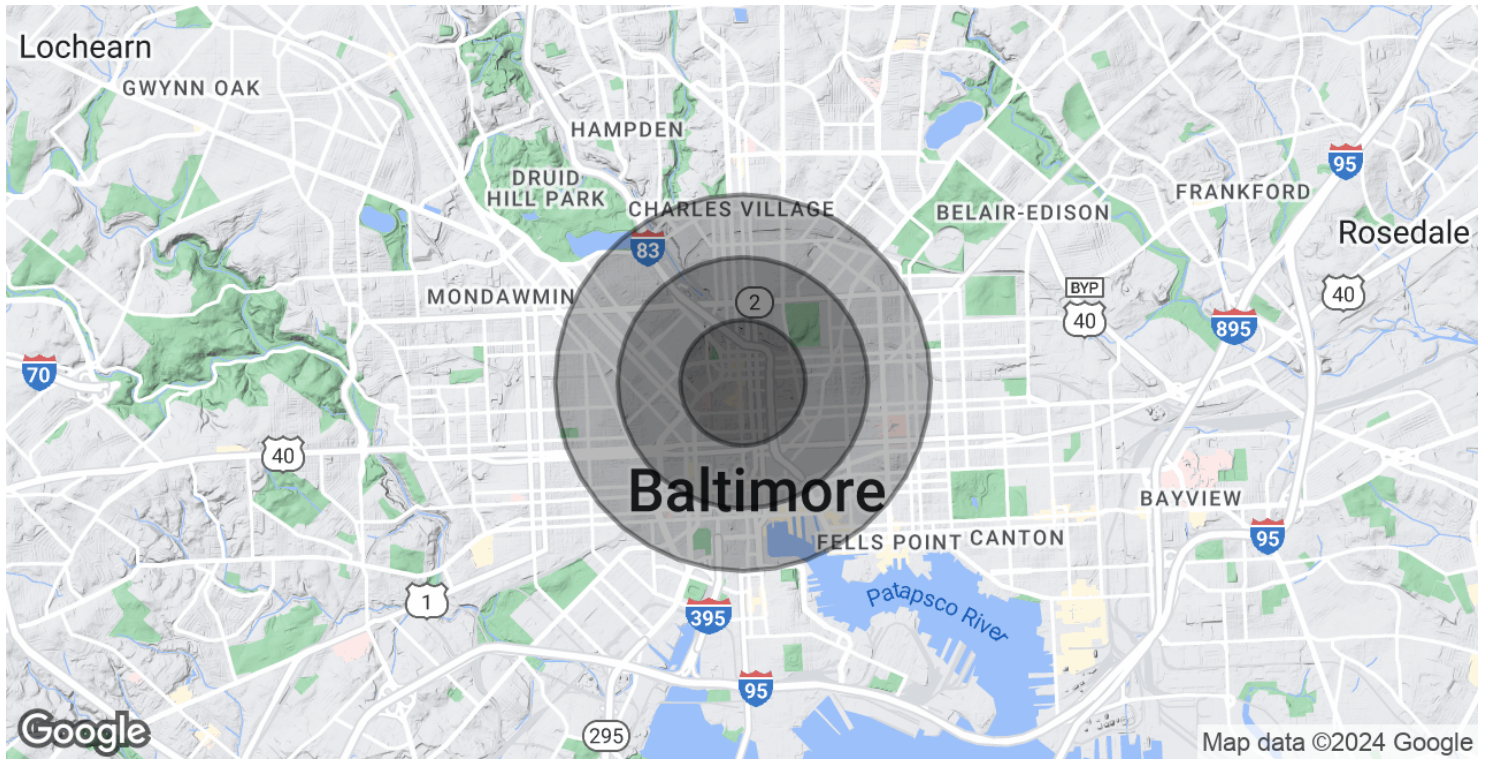 Lochearn
GWYNN OAK
HAMPDEN
95
DRUID
HILL PARK
FRANKFORD
CHARLES VILLAGE
BELAIR-EDISON
Rosedale
83
MONDAWMIN
BYP
40
40
2
895
70
40
Baltimore
BAYVIEW
FELLS POINT
CANTON
95
1
Patapsco River
395
95
295
Google
Map data ©2024 Google